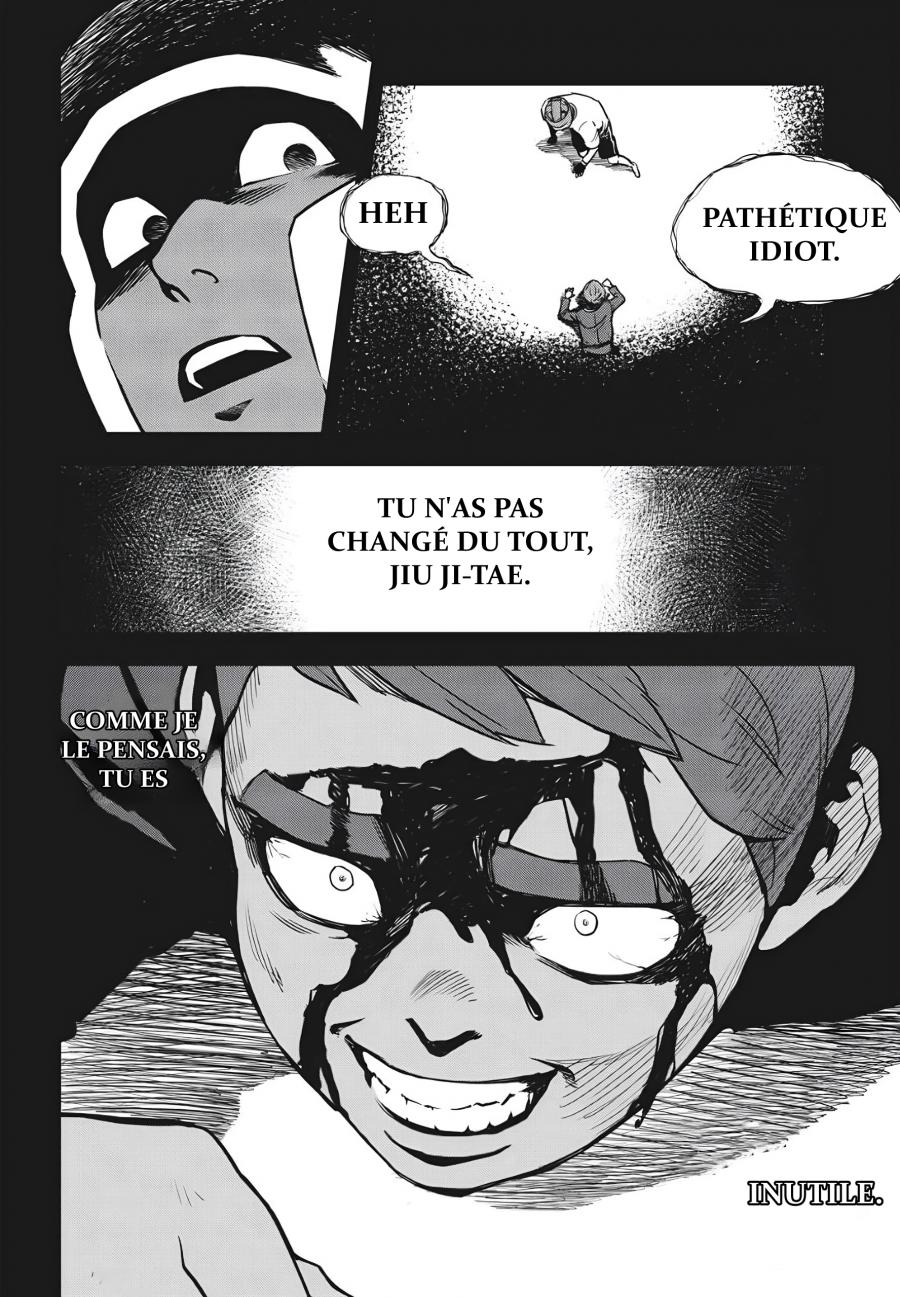 HEH
PATHÉTIQUE
IDIOT.
TU N'AS PAS
CHANGÉ DU TOUT,
JIU JI-TAE.
COMME JE
LE PENSAIS,
TU ES
INUTILE.